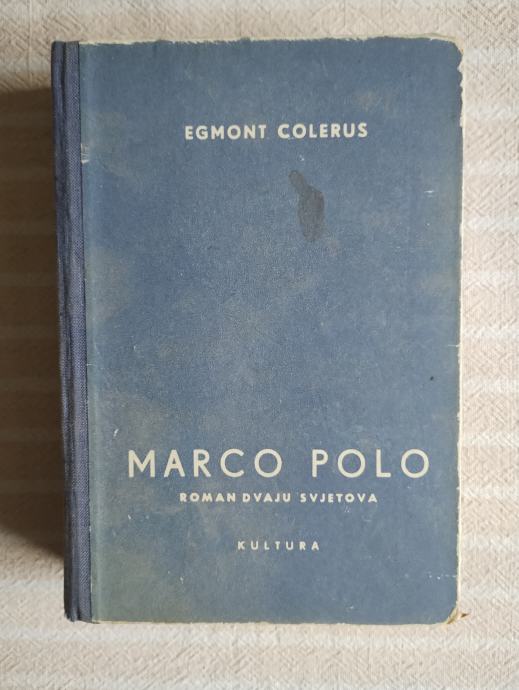 EGMONT COLERUS
MARCO POLO
ROMAN DVAJU SVJETOVA
KULTURA